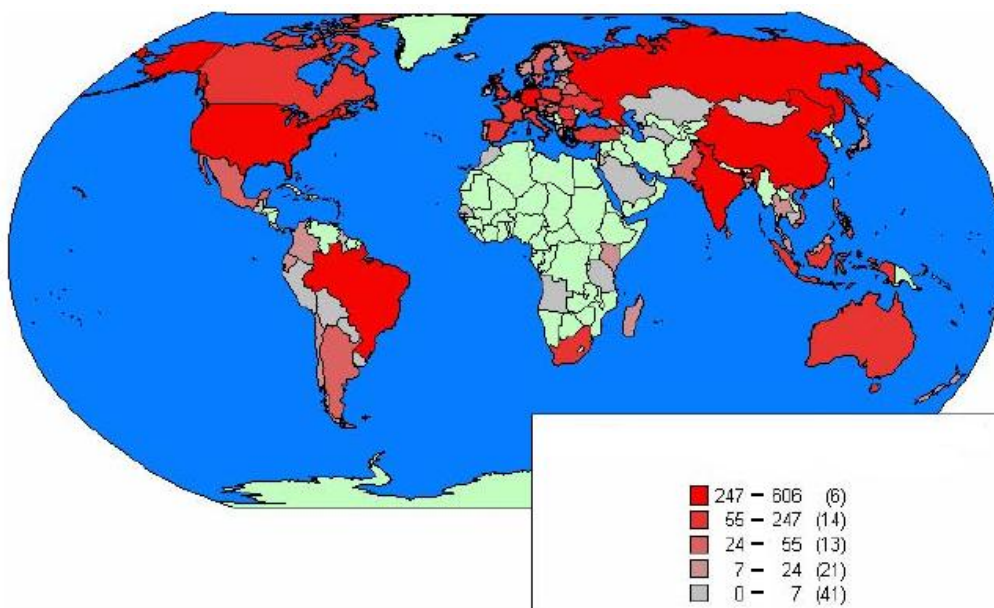 247 - 606 (6)
55 - 247 (14)
24 - 55 (13)
7 - 24 (21)
0 - 7 (41)